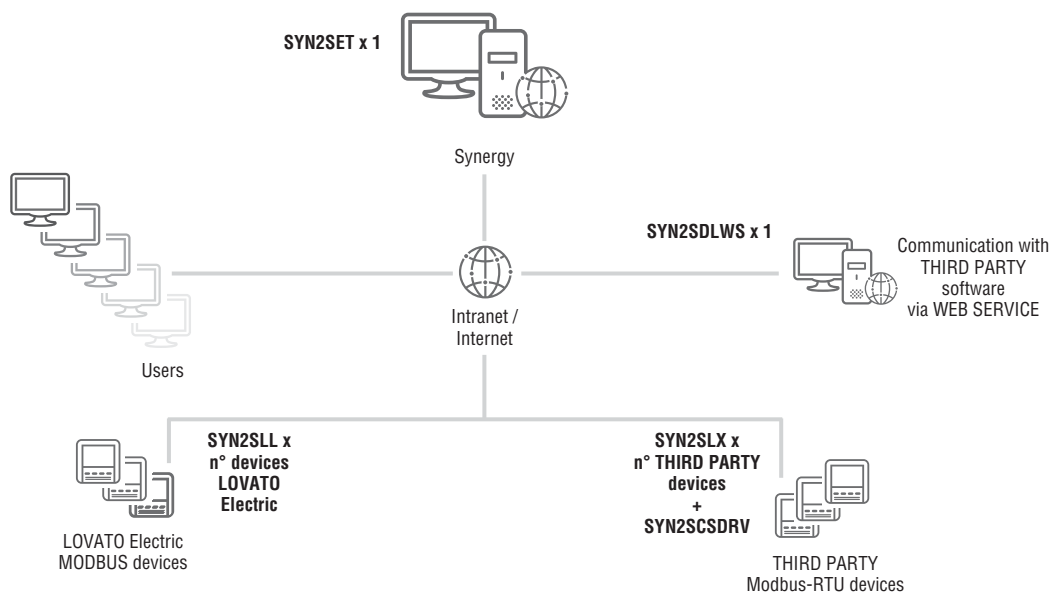 SYN2SET x 1
Synergy
SYN2SDLWS x 1
Communication with
THIRD PARTY
software
via WEB SERVICE
Intranet /
Internet
Users
SYN2SLL x
n° devices
LOVATO
Electric
SYN2SLX x
n° THIRD PARTY
devices
+
SYN2SCSDRV
LOVATO Electric
MODBUS devices
THIRD PARTY
Modbus-RTU devices